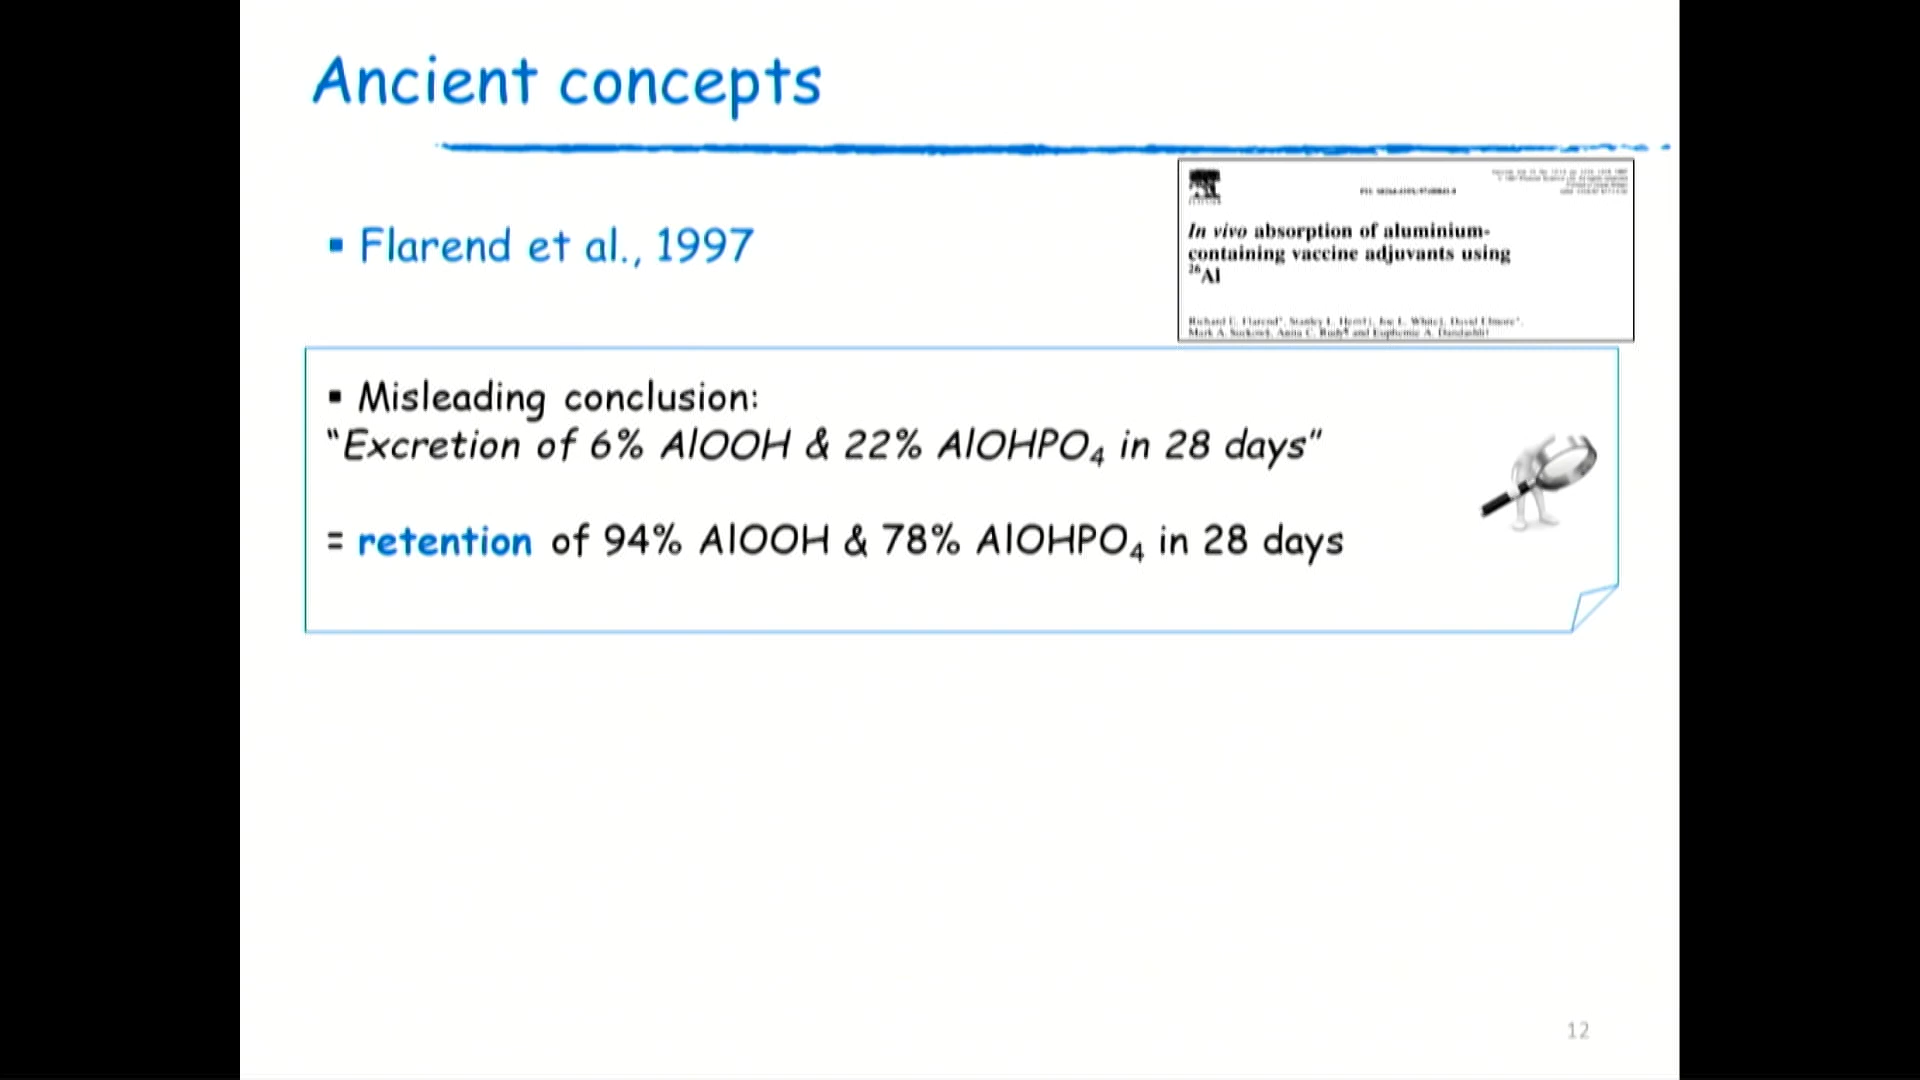 Ancient concepts
▪ Flarend et al., 1997
In vivo absorption of aluminium-
containing vaccine adjuvants using
²⁶Al
▪ Misleading conclusion:
“Excretion of 6% AlOOH & 22% AlOHPO₄ in 28 days”
= retention of 94% AlOOH & 78% AlOHPO₄ in 28 days
12